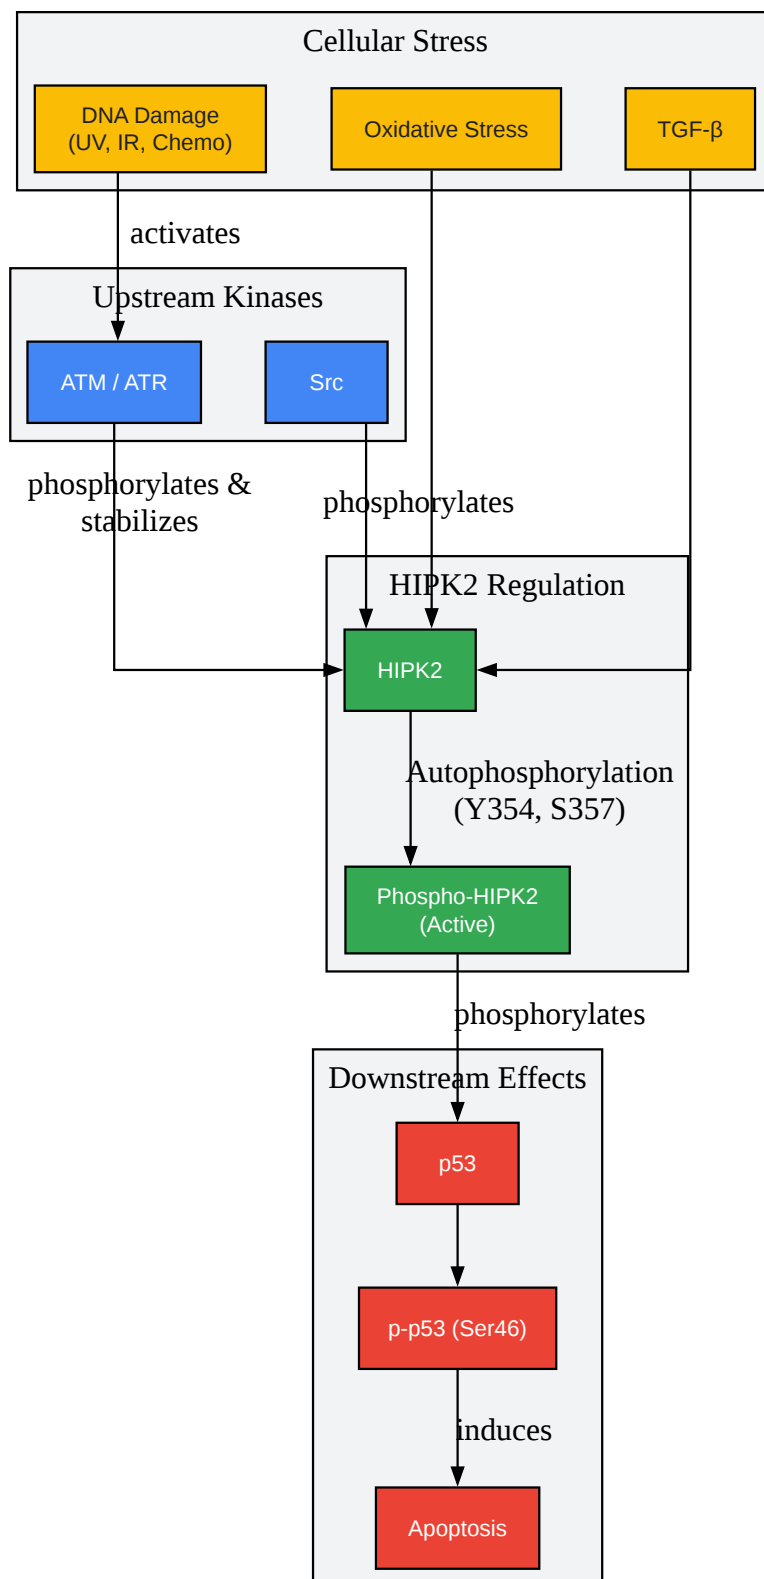 Cellular Stress
DNA Damage
(UV, IR, Chemo)
Oxidative Stress
TGF-β
activates
Upstream Kinases
ATM / ATR
Src
phosphorylates &
stabilizes
phosphorylates
HIPK2 Regulation
HIPK2
Autophosphorylation
(Y354, S357)
Phospho-HIPK2
(Active)
phosphorylates
Downstream Effects
p53
p-p53 (Ser46)
induces
Apoptosis